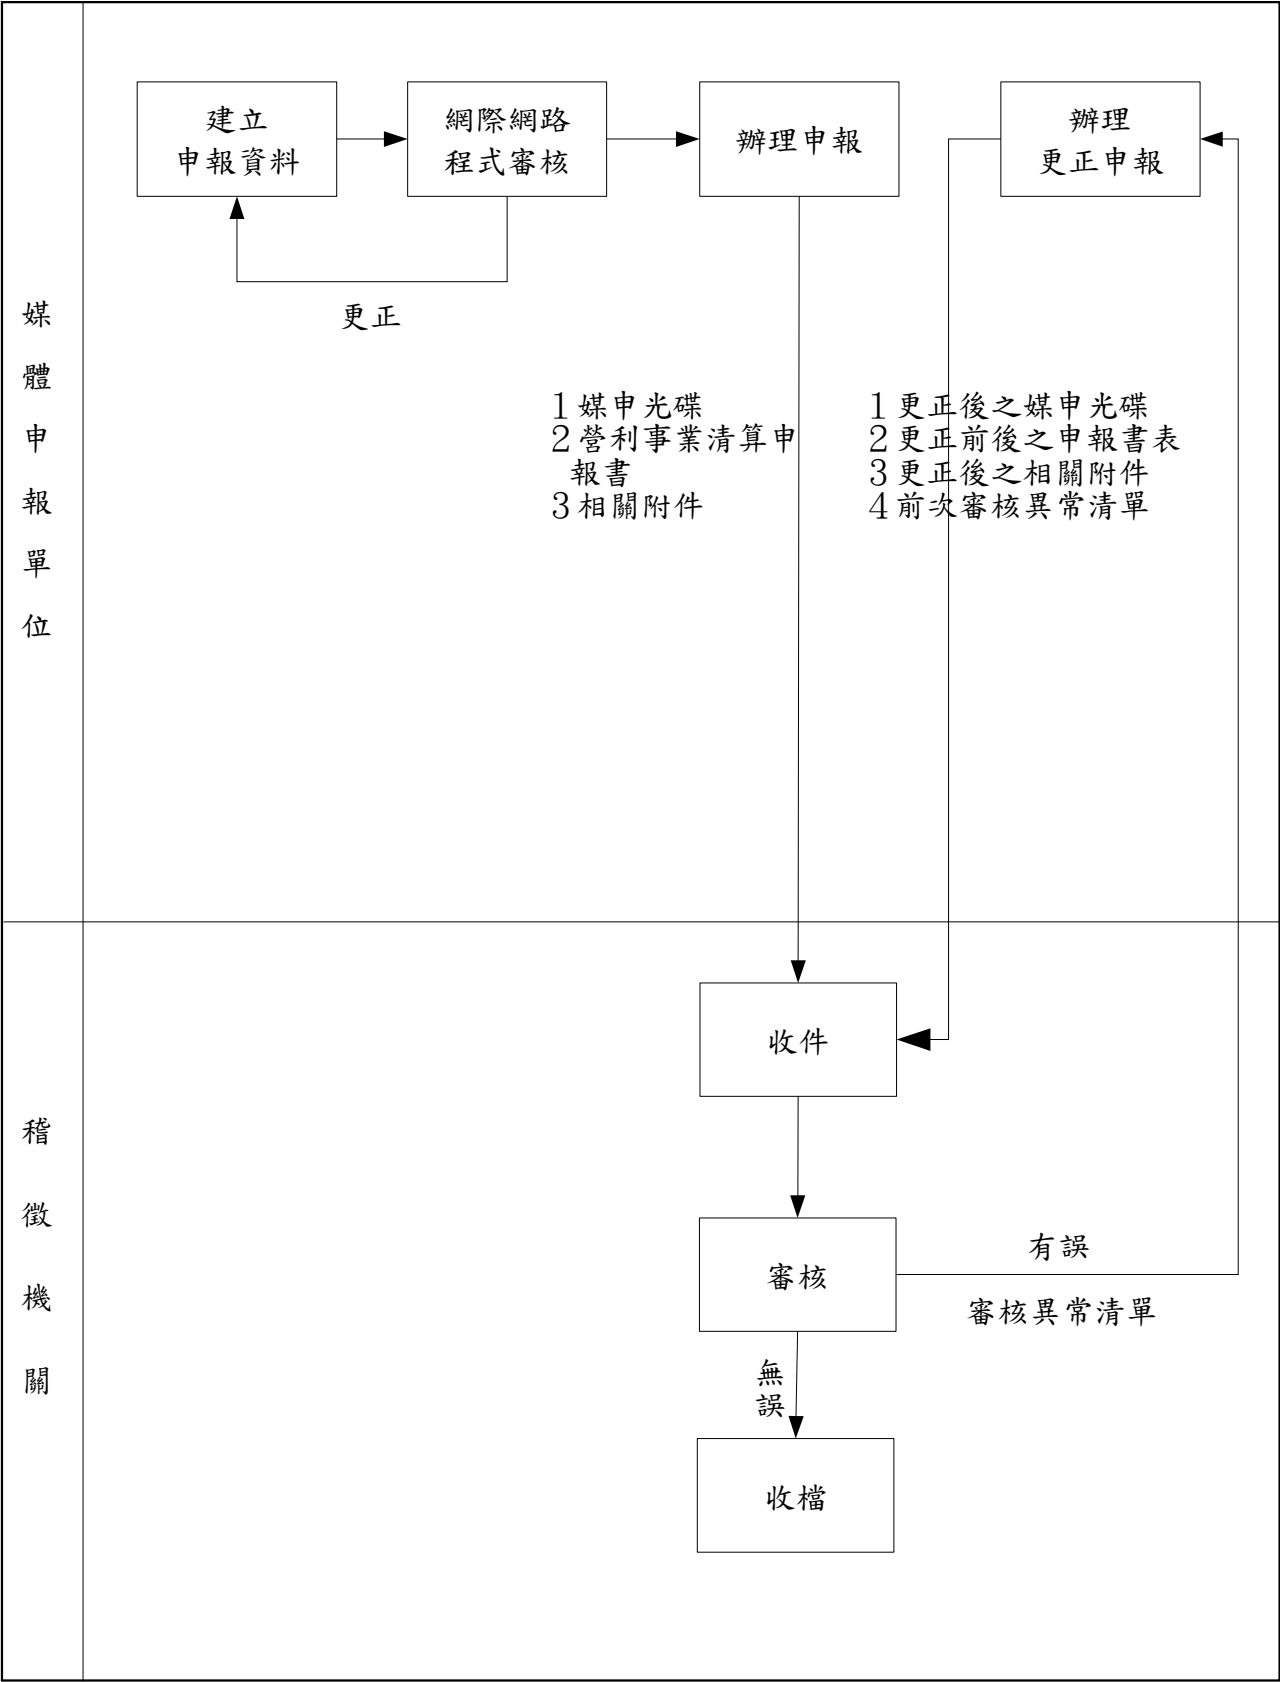 建立
申報資料
網際網路
程式審核
辦理申報
辦理
更正申報
更正
媒體申報單位
1媒申光碟
2營利事業清算申
報書
3相關附件
1更正後之媒申光碟
2更正前後之申報書表
3更正後之相關附件
4前次審核異常清單
稽徵機關
收件
審核
有誤
審核異常清單
無誤
收檔